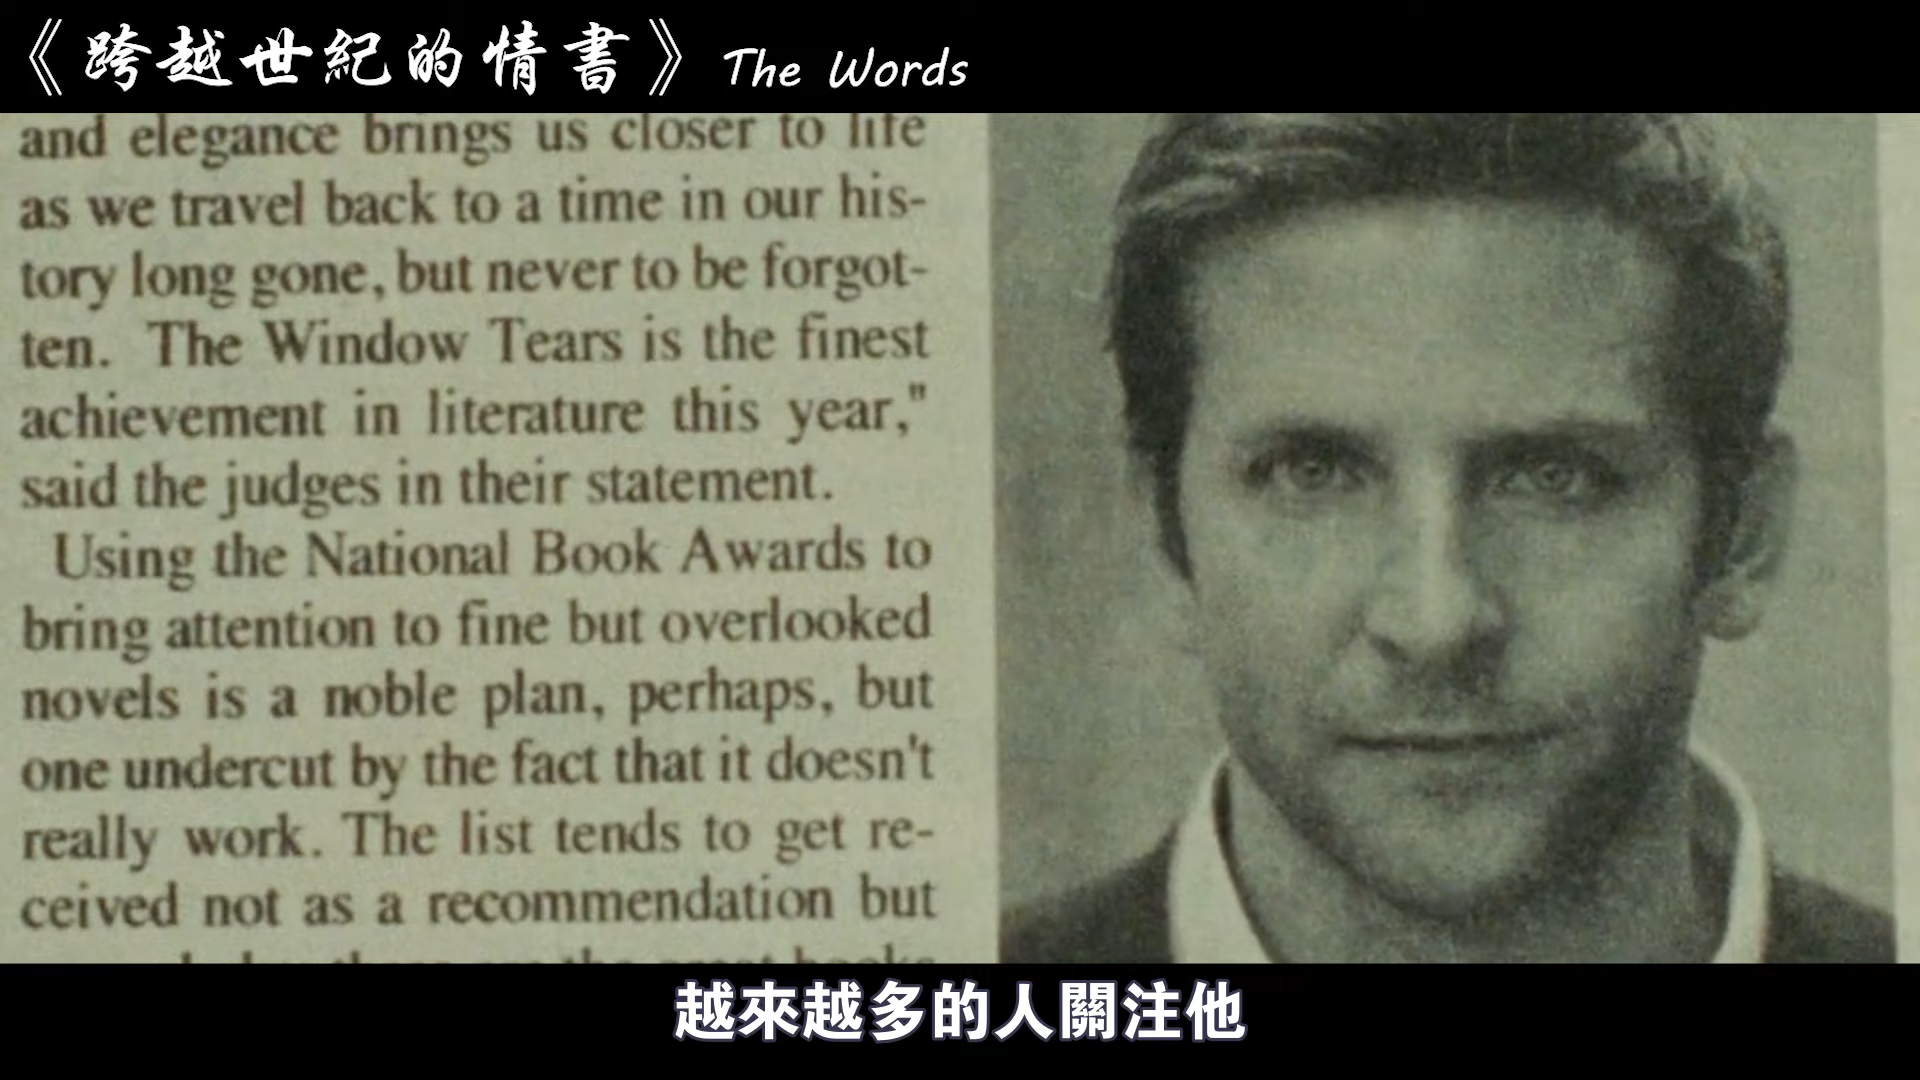 《跨越世紀的情書》The Words
and elegance brings us closer to life
as we travel back to a time in our his-
tory long gone, but never to be forgot-
ten. The Window Tears is the finest
achievement in literature this year,"
said the judges in their statement.
Using the National Book Awards to
bring attention to fine but overlooked
novels is a noble plan, perhaps, but
one undercut by the fact that it doesn't
really work. The list tends to get re-
ceived not as a recommendation but
越來越多的人關注他